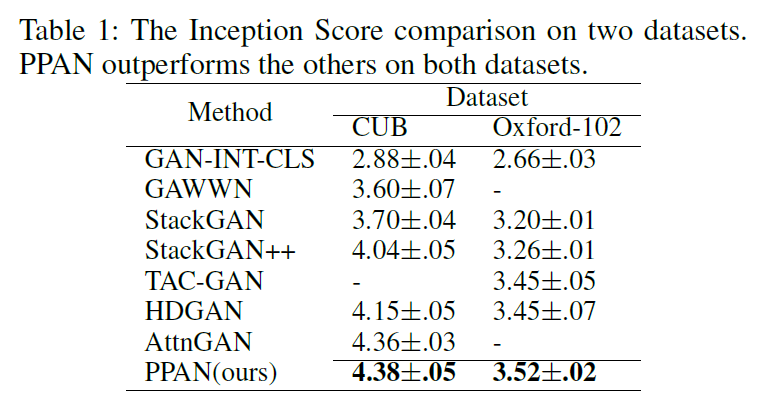 Table 1: The Inception Score comparison on two datasets.
PPAN outperforms the others on both datasets.
Method Dataset
CUB Oxford-102
GAN-INT-CLS 2.88±.04 2.66±.03
GAWWN 3.60±.07 -
StackGAN 3.70±.04 3.20±.01
StackGAN++ 4.04±.05 3.26±.01
TAC-GAN - 3.45±.05
HDGAN 4.15±.05 3.45±.07
AttnGAN 4.36±.03 -
PPAN(ours) 4.38±.05 3.52±.02